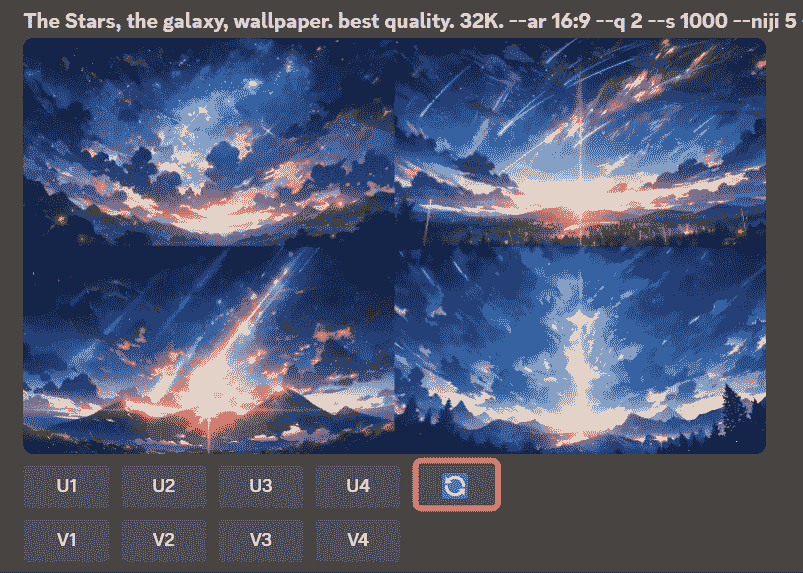 The Stars, the galaxy, wallpaper. best quality. 32K. --ar 16:9 --q 2 --s 1000 --niji 5
U1 U2 U3 U4
V1 V2 V3 V4